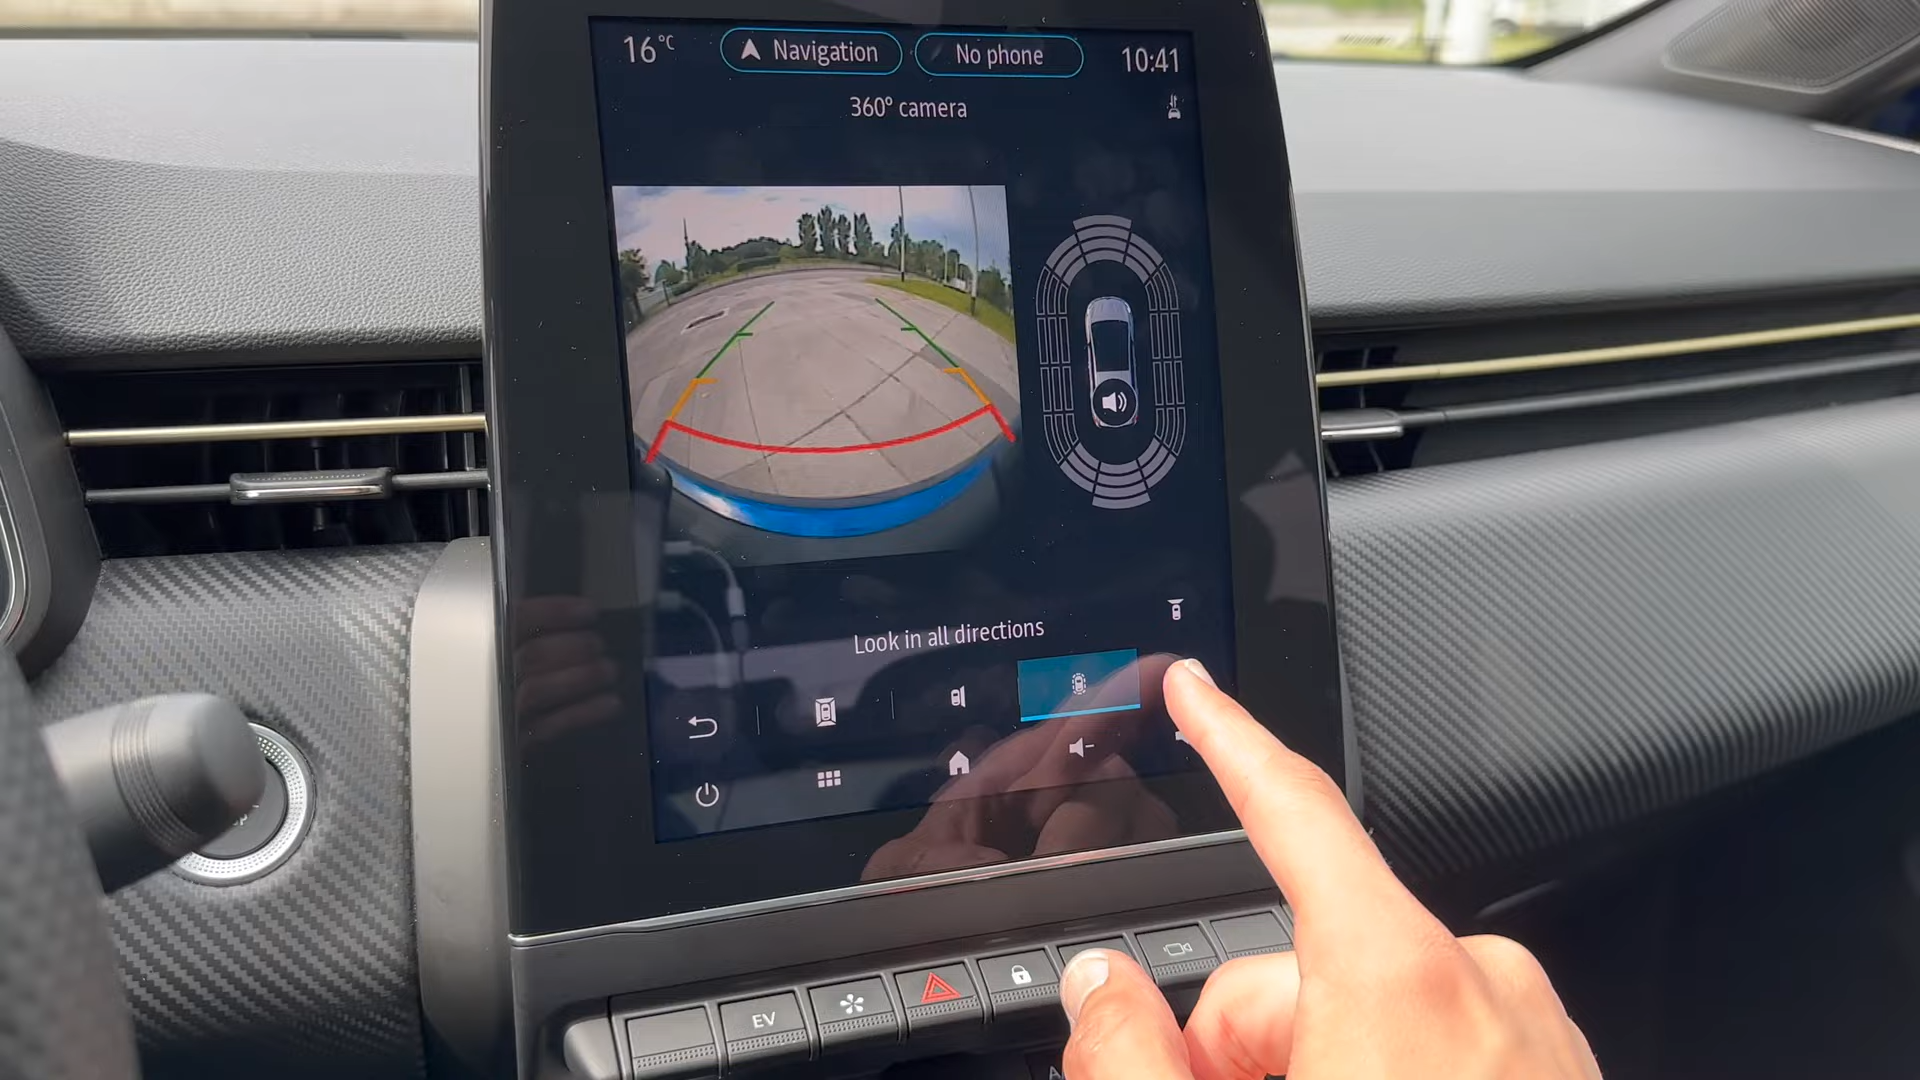 16°C
Navigation
No phone
10:41
360° camera
Look in all directions
EV